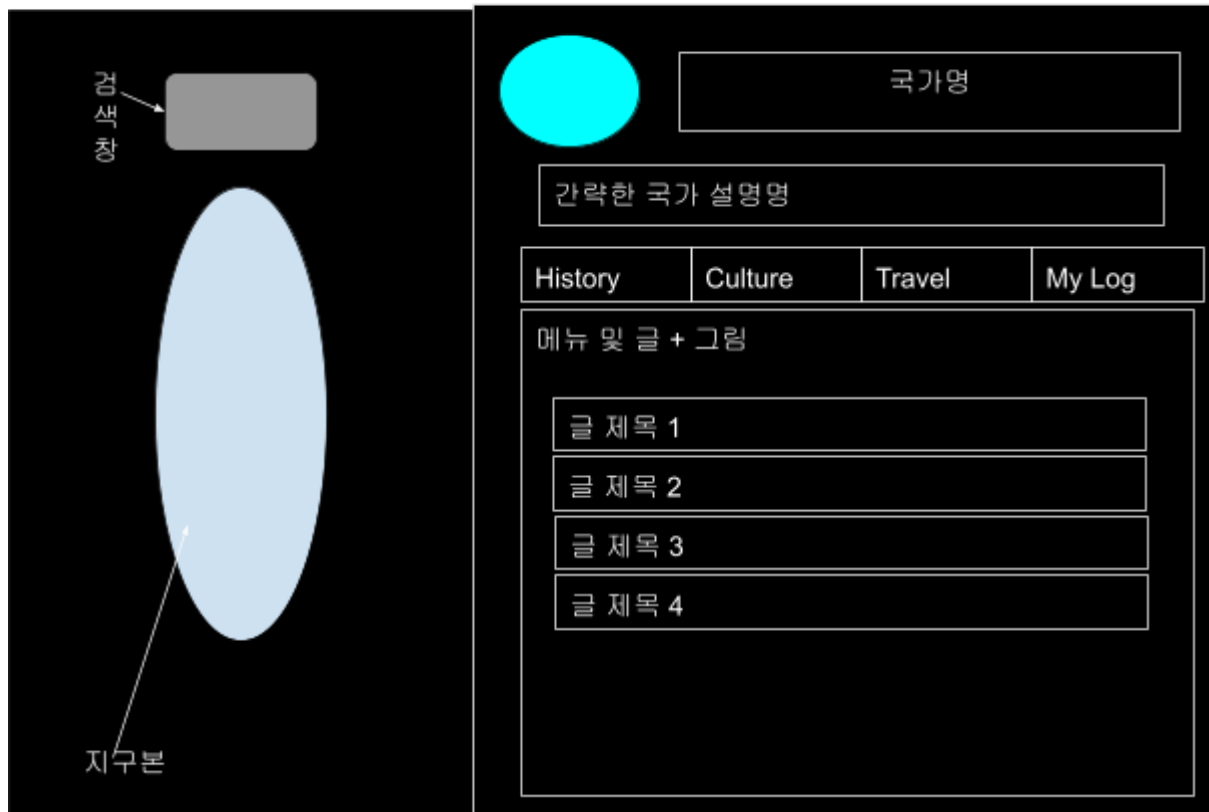 검
색
창
지구본
국가명
간략한 국가 설명명
History
Culture
Travel
My Log
메뉴 및 글 + 그림
글 제목 1
글 제목 2
글 제목 3
글 제목 4